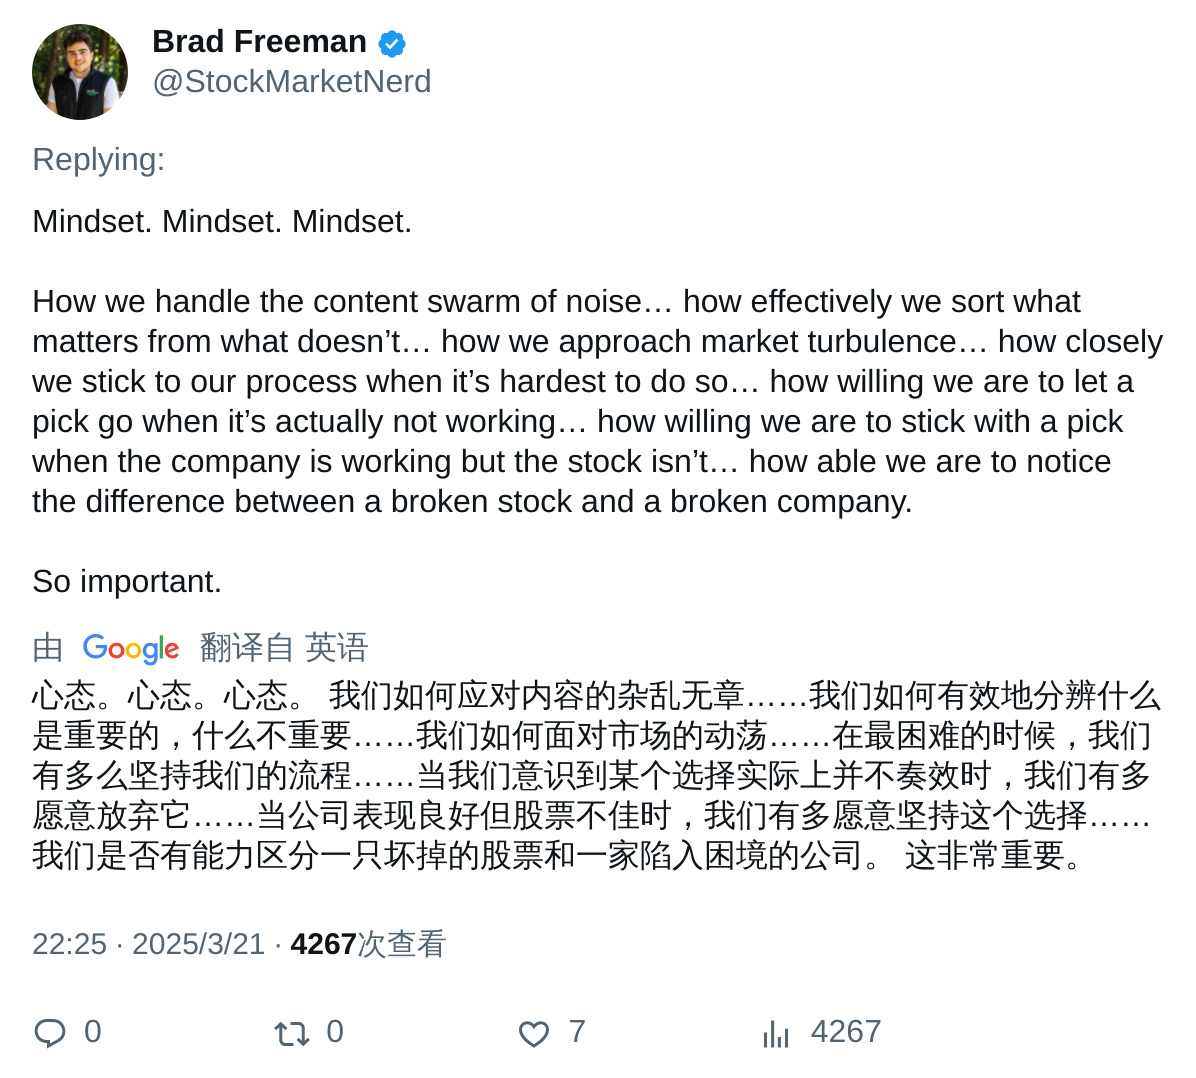 Brad Freeman
@StockMarketNerd
Replying:
Mindset. Mindset. Mindset.
How we handle the content swarm of noise… how effectively we sort what
matters from what doesn’t… how we approach market turbulence… how closely
we stick to our process when it’s hardest to do so… how willing we are to let a
pick go when it’s actually not working… how willing we are to stick with a pick
when the company is working but the stock isn’t… how able we are to notice
the difference between a broken stock and a broken company.
So important.
由 Google 翻译自 英语
心态。心态。心态。 我们如何应对内容的杂乱无章……我们如何有效地分辨什么
是重要的，什么不重要……我们如何面对市场的动荡……在最困难的时候，我们
有多么坚持我们的流程……当我们意识到某个选择实际上并不奏效时，我们有多
愿意放弃它……当公司表现良好但股票不佳时，我们有多愿意坚持这个选择……
我们是否有能力区分一只坏掉的股票和一家陷入困境的公司。 这非常重要。
22:25 · 2025/3/21 · 4267次查看
0 0 7 4267